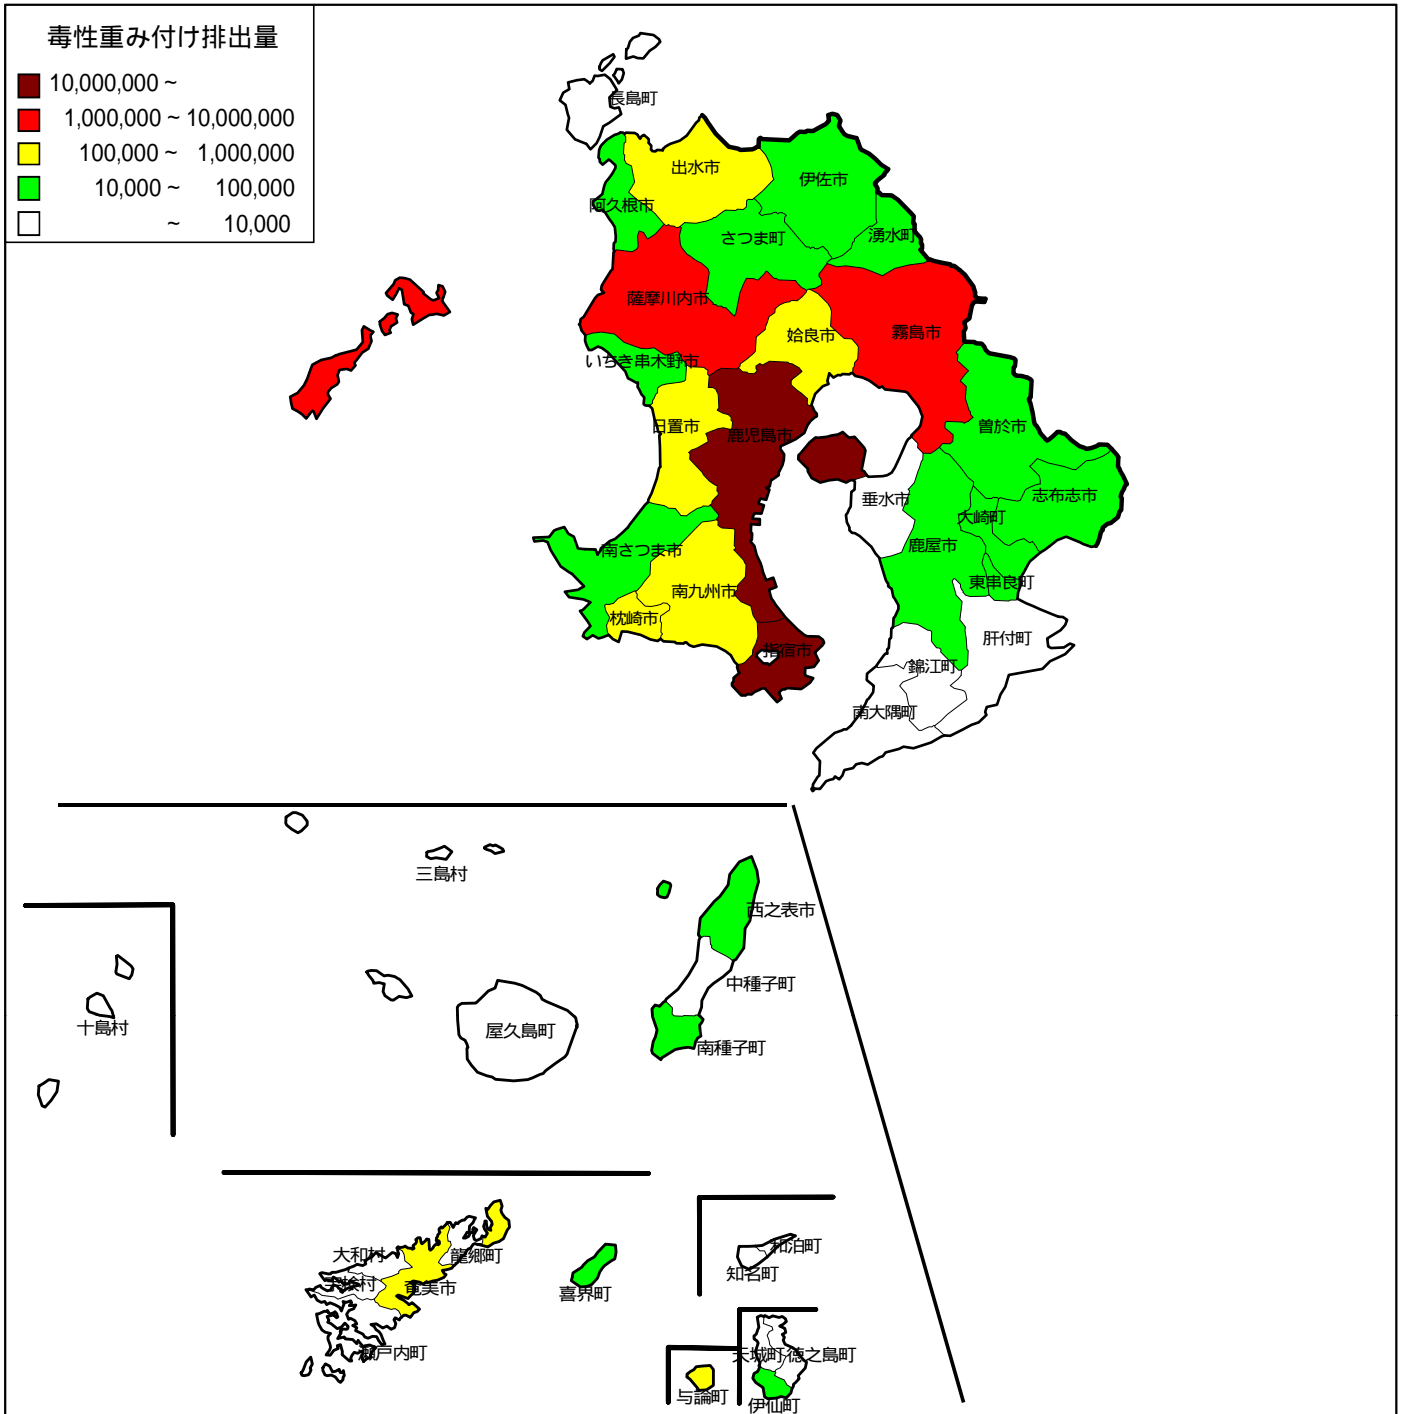 毒性重み付け排出量
10,000,000 ~
1,000,000 ~ 10,000,000
100,000 ~ 1,000,000
10,000 ~ 100,000
~ 10,000
長島町
出水市
伊佐市
阿久根市
さつま町
湧水町
薩摩川内市
霧島市
姶良市
いちき串木野市
日置市
鹿児島市
曽於市
垂水市
志布志市
大崎町
鹿屋市
南さつま市
東串良町
南九州市
枕崎市
肝付町
指宿市
錦江町
南大隅町
三島村
西之表市
中種子町
十島村
屋久島町
南種子町
大和村
龍郷町
和泊町
知名町
宇検村
奄美市
喜界町
瀬戸内町
天城町
徳之島町
与論町
伊仙町